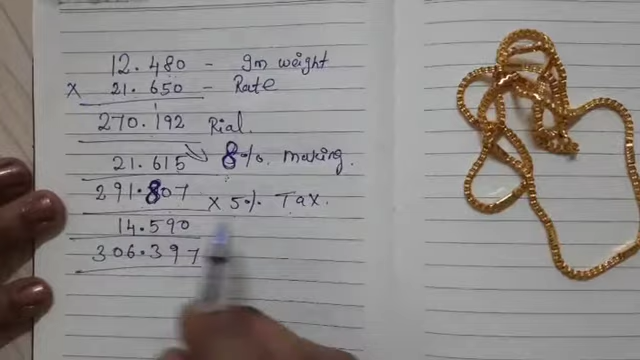 12.480 - gm weight
x 21.650 - Rate
270.192 Rial.
21.615 8%. making.
291.807 x 5% Tax.
14.590
306.397